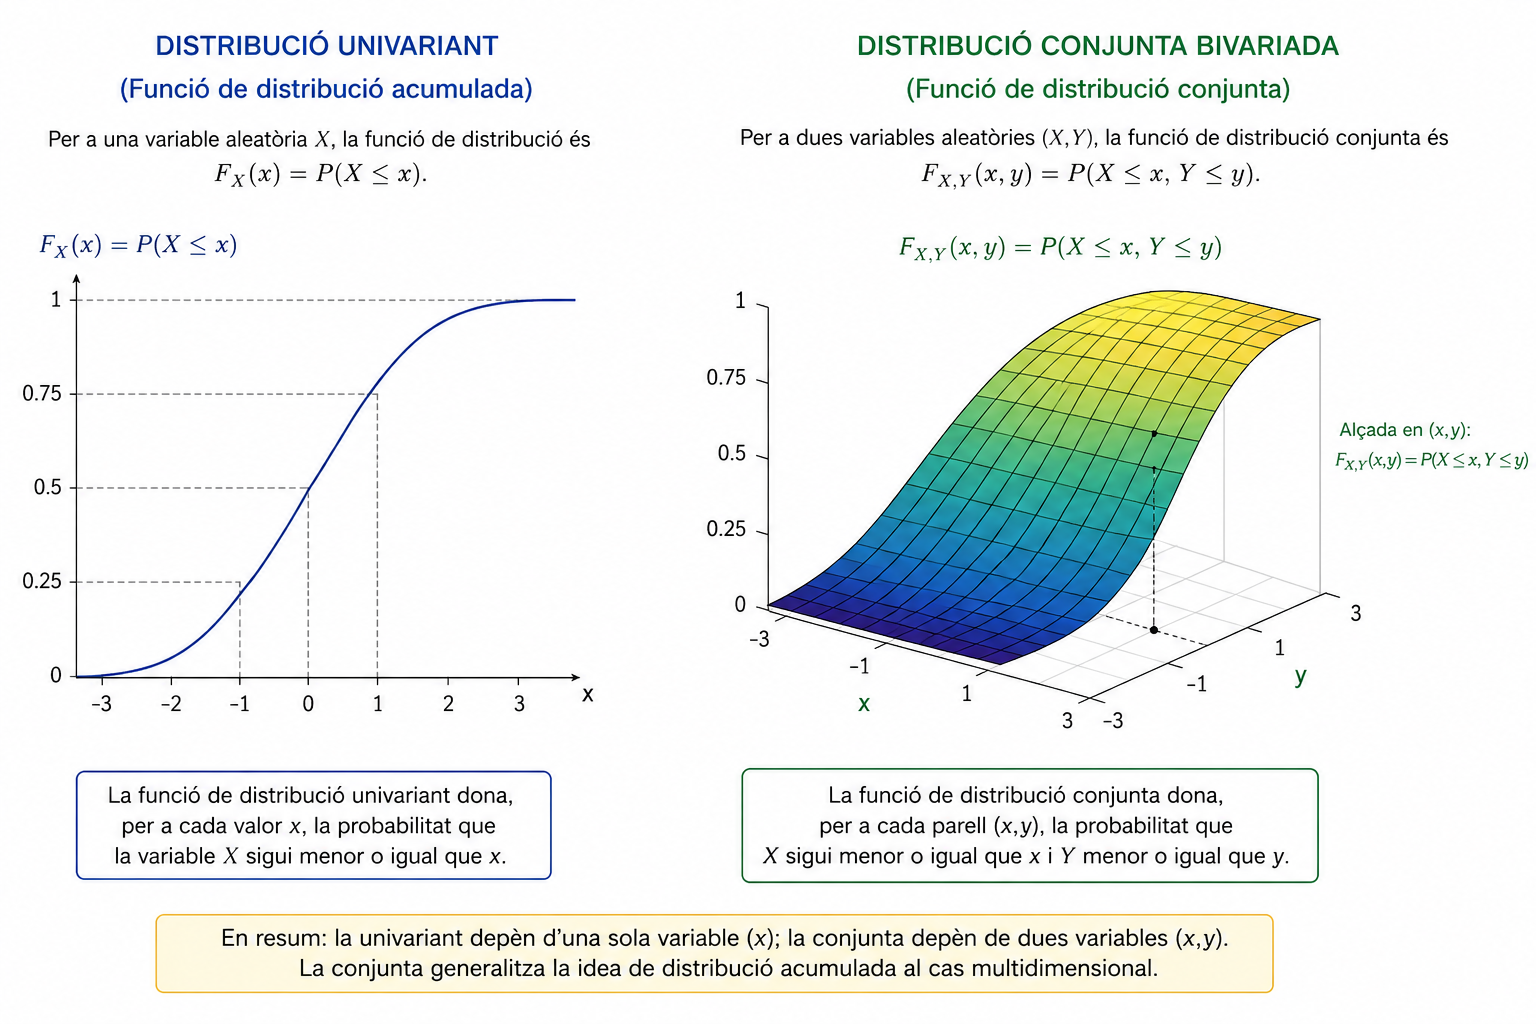 DISTRIBUCIÓ UNIVARIANT
(Funció de distribució acumulada)
Per a una variable aleatòria X, la funció de distribució és
F_X(x) = P(X ≤ x).
F_X(x) = P(X ≤ x)
1
0.75
0.5
0.25
0
–3 –2 –1 0 1 2 3 x
La funció de distribució univariant dona,
per a cada valor x, la probabilitat que
la variable X sigui menor o igual que x.
DISTRIBUCIÓ CONJUNTA BIVARIADA
(Funció de distribució conjunta)
Per a dues variables aleatòries (X,Y), la funció de distribució conjunta és
F_{X,Y}(x, y) = P(X ≤ x, Y ≤ y).
F_{X,Y}(x, y) = P(X ≤ x, Y ≤ y)
1
0.75
0.5
0.25
0
–3
–1
1
3
x
–3
–1
1
3
y
Alçada en (x,y):
F_{X,Y}(x,y)=P(X≤x,Y≤y)
La funció de distribució conjunta dona,
per a cada parell (x,y), la probabilitat que
X sigui menor o igual que x i Y menor o igual que y.
En resum: la univariant depèn d’una sola variable (x); la conjunta depèn de dues variables (x,y).
La conjunta generalitza la idea de distribució acumulada al cas multidimensional.